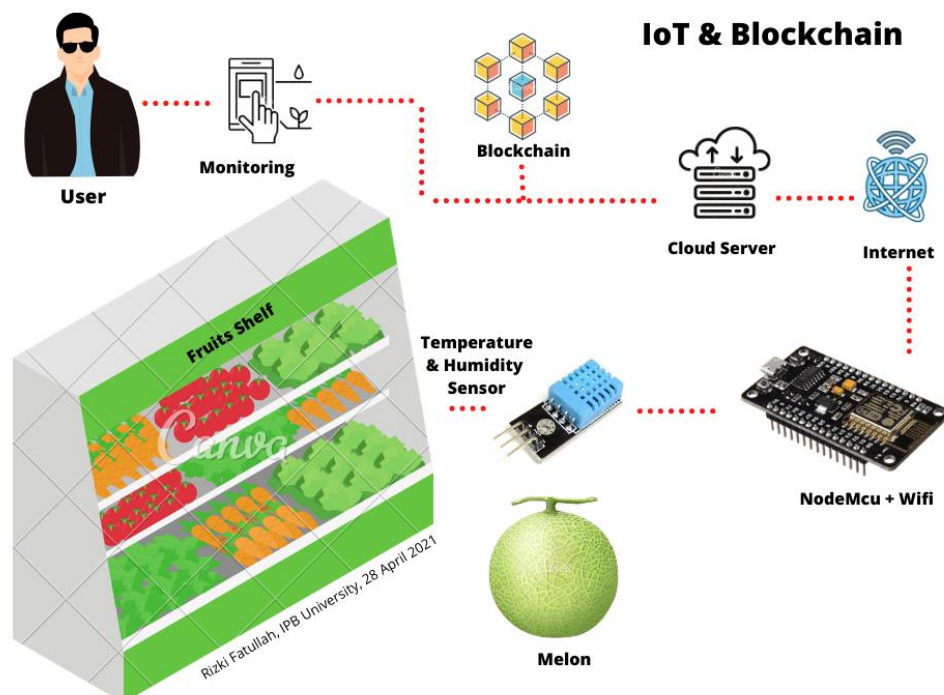 IoT & Blockchain
User
Monitoring
Blockchain
Cloud Server
Internet
Fruits Shelf
Temperature
& Humidity
Sensor
NodeMcu + Wifi
Canva
Rizki Fatullah, IPB University, 28 April 2021
Melon